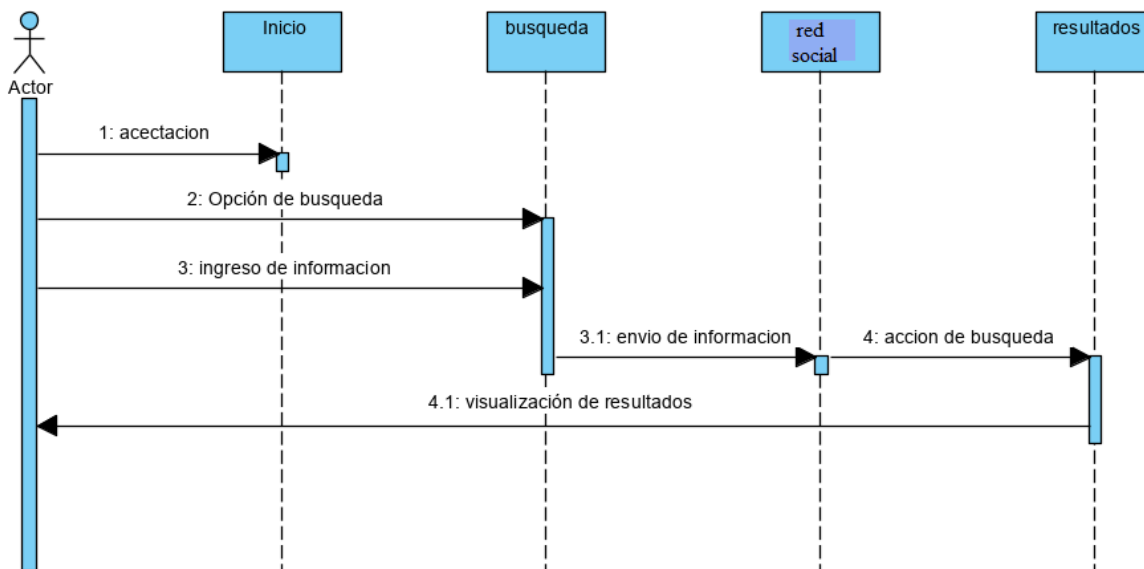 Inicio
busqueda
red
social
resultados
Actor
1: acectacion
2: Opción de busqueda
3: ingreso de informacion
3.1: envio de informacion
4: accion de busqueda
4.1: visualización de resultados